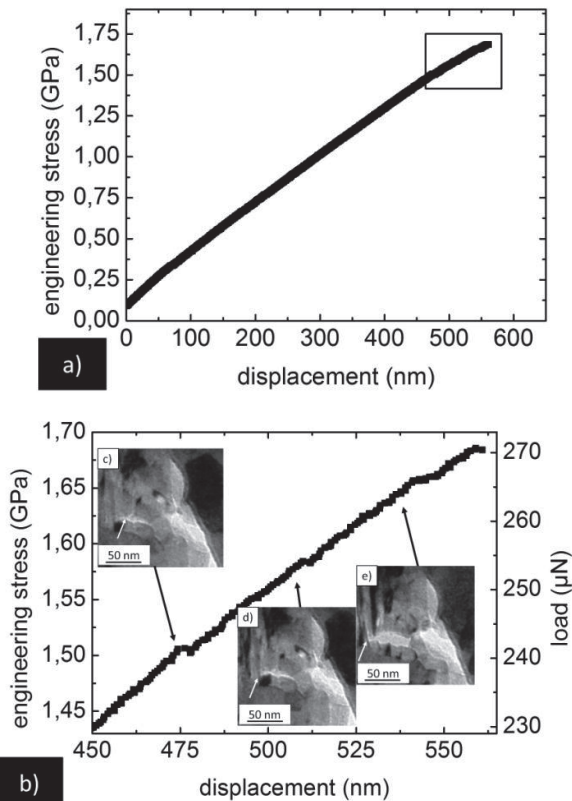 1,75
1,50
1,25
1,00
0,75
0,50
0,25
0,00
engineering stress (GPa)
0 100 200 300 400 500 600
displacement (nm)
a)
1,70
1,65
1,60
1,55
1,50
1,45
engineering stress (GPa)
c)
50 nm
d)
50 nm
e)
50 nm
270
260
250
240
230
load (µN)
450 475 500 525 550
displacement (nm)
b)